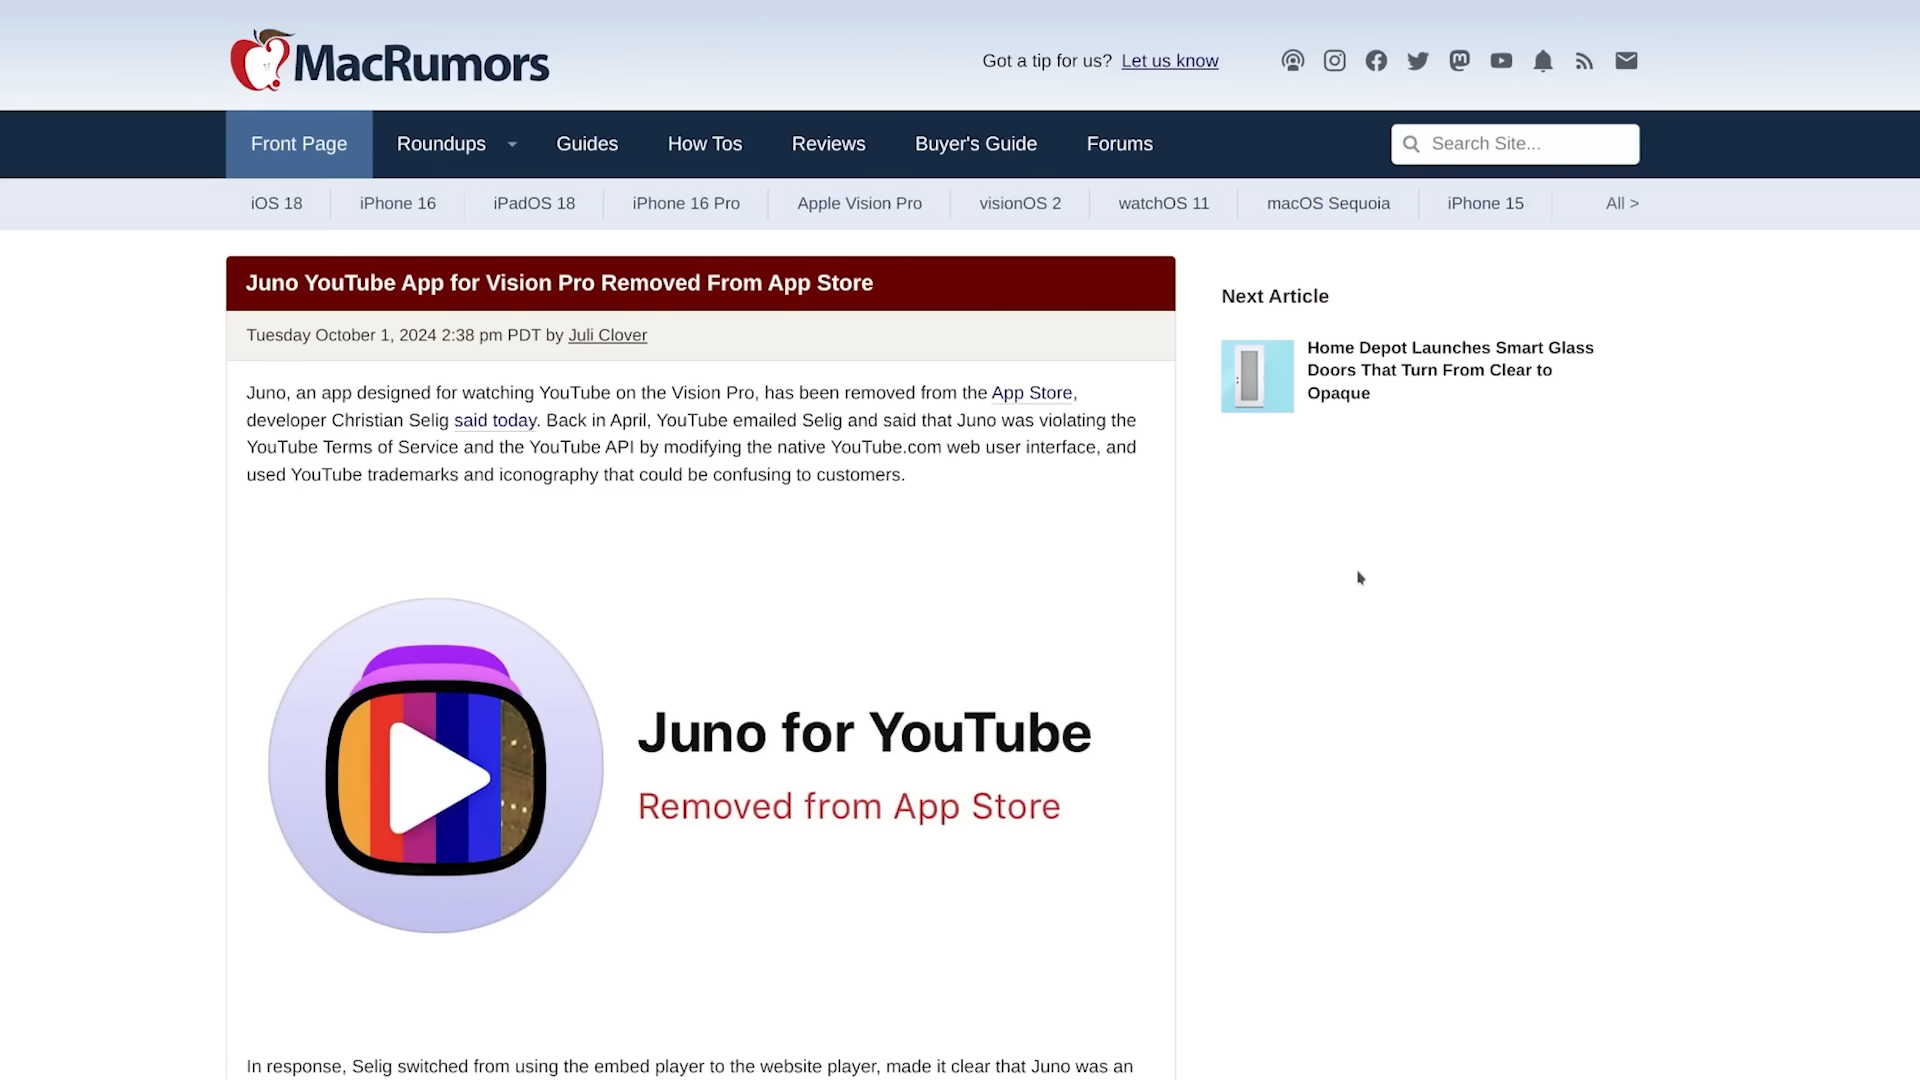 MacRumors
Got a tip for us? Let us know
Front Page Roundups Guides How Tos Reviews Buyer's Guide Forums Search Site...
iOS 18 iPhone 16 iPadOS 18 iPhone 16 Pro Apple Vision Pro visionOS 2 watchOS 11 macOS Sequoia iPhone 15 All >
Juno YouTube App for Vision Pro Removed From App Store
Tuesday October 1, 2024 2:38 pm PDT by Juli Clover
Juno, an app designed for watching YouTube on the Vision Pro, has been removed from the App Store,
developer Christian Selig said today. Back in April, YouTube emailed Selig and said that Juno was violating the
YouTube Terms of Service and the YouTube API by modifying the native YouTube.com web user interface, and
used YouTube trademarks and iconography that could be confusing to customers.
Juno for YouTube
Removed from App Store
In response, Selig switched from using the embed player to the website player, made it clear that Juno was an
Next Article
Home Depot Launches Smart Glass
Doors That Turn From Clear to
Opaque